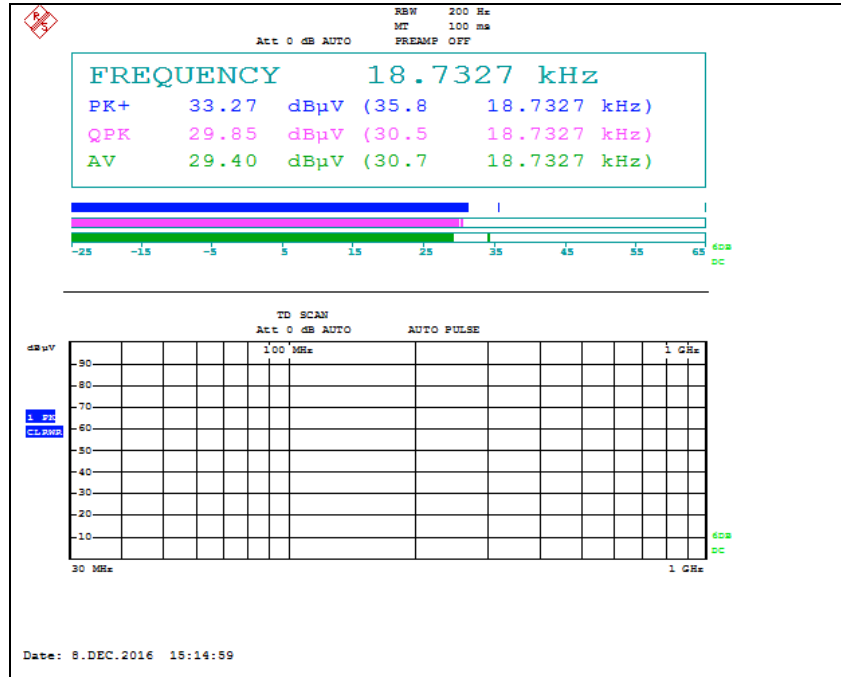 R S
RBW 200 Hz
MT 100 ms
Att 0 dB AUTO PREAMP OFF
FREQUENCY 18.7327 kHz
PK+ 33.27 dBµV (35.8 18.7327 kHz)
QPK 29.85 dBµV (30.5 18.7327 kHz)
AV 29.40 dBµV (30.7 18.7327 kHz)
-25 -15 -5 5 15 25 35 45 55 65
6DB
DC
TD SCAN
Att 0 dB AUTO AUTO PULSE
dBµV
100 MHz 1 GHz
90
80
70
1 PK
CLRWR
60
50
40
30
20
10
6DB
DC
30 MHz 1 GHz
Date: 8.DEC.2016 15:14:59